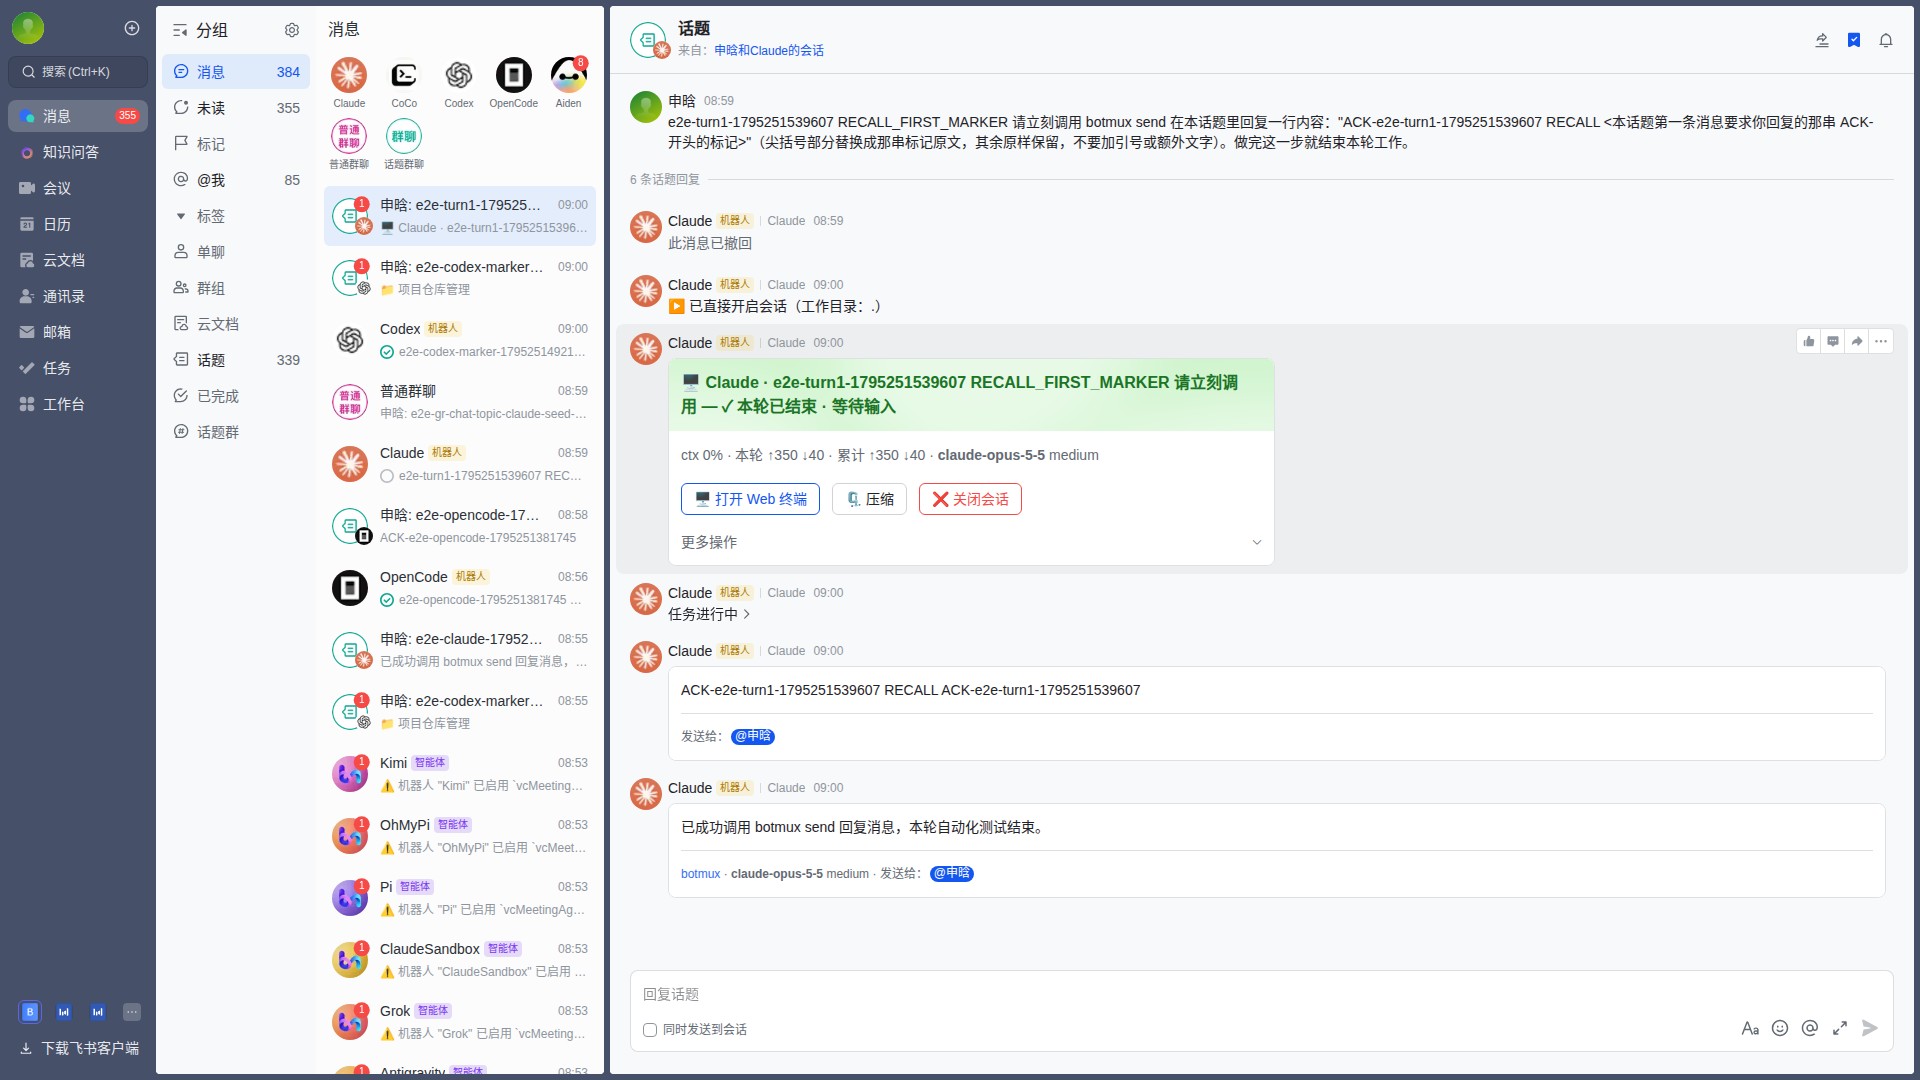 搜索 (Ctrl+K)
消息
355
知识问答
会议
日历
云文档
通讯录
邮箱
任务
工作台
下载飞书客户端
分组
消息
384
未读
355
标记
@我
85
标签
单聊
群组
云文档
话题
339
已完成
话题群
消息
Claude
CoCo
Codex
OpenCode
8
Aiden
普通群聊
普通群聊
群聊
话题群聊
1
申晗: e2e-turn1-179525...
09:00
Claude · e2e-turn1-17952515396...
1
申晗: e2e-codex-marker...
09:00
项目仓库管理
Codex 机器人
09:00
e2e-codex-marker-17952514921...
普通群聊
普通群聊
08:59
申晗: e2e-gr-chat-topic-claude-seed-...
Claude 机器人
08:59
e2e-turn1-1795251539607 REC...
申晗: e2e-opencode-17...
08:58
ACK-e2e-opencode-1795251381745
OpenCode 机器人
08:56
e2e-opencode-1795251381745 ...
申晗: e2e-claude-17952...
08:55
已成功调用 botmux send 回复消息，...
1
申晗: e2e-codex-marker...
08:55
项目仓库管理
1
Kimi 智能体
08:53
机器人 "Kimi" 已启用 `vcMeeting...
1
OhMyPi 智能体
08:53
机器人 "OhMyPi" 已启用 `vcMeet...
1
Pi 智能体
08:53
机器人 "Pi" 已启用 `vcMeetingAg...
1
ClaudeSandbox 智能体
08:53
机器人 "ClaudeSandbox" 已启用 ...
1
Grok 智能体
08:53
机器人 "Grok" 已启用 `vcMeeting...
1
Antigravity 智能体
08:53
话题
来自：申晗和Claude的会话
申晗 08:59
e2e-turn1-1795251539607 RECALL_FIRST_MARKER 请立刻调用 botmux send 在本话题里回复一行内容："ACK-e2e-turn1-1795251539607 RECALL <本话题第一条消息要求你回复的那串 ACK-
开头的标记>"（尖括号部分替换成那串标记原文，其余原样保留，不要加引号或额外文字）。做完这一步就结束本轮工作。
6 条话题回复
Claude 机器人 | Claude 08:59
此消息已撤回
Claude 机器人 | Claude 09:00
已直接开启会话（工作目录：.）
Claude 机器人 | Claude 09:00
Claude · e2e-turn1-1795251539607 RECALL_FIRST_MARKER 请立刻调
用 — ✓ 本轮已结束 · 等待输入
ctx 0% · 本轮 ↑350 ↓40 · 累计 ↑350 ↓40 · claude-opus-5-5 medium
打开 Web 终端
压缩
关闭会话
更多操作
Claude 机器人 | Claude 09:00
任务进行中 >
Claude 机器人 | Claude 09:00
ACK-e2e-turn1-1795251539607 RECALL ACK-e2e-turn1-1795251539607
发送给：@申晗
Claude 机器人 | Claude 09:00
已成功调用 botmux send 回复消息，本轮自动化测试结束。
botmux · claude-opus-5-5 medium · 发送给：@申晗
回复话题
同时发送到会话